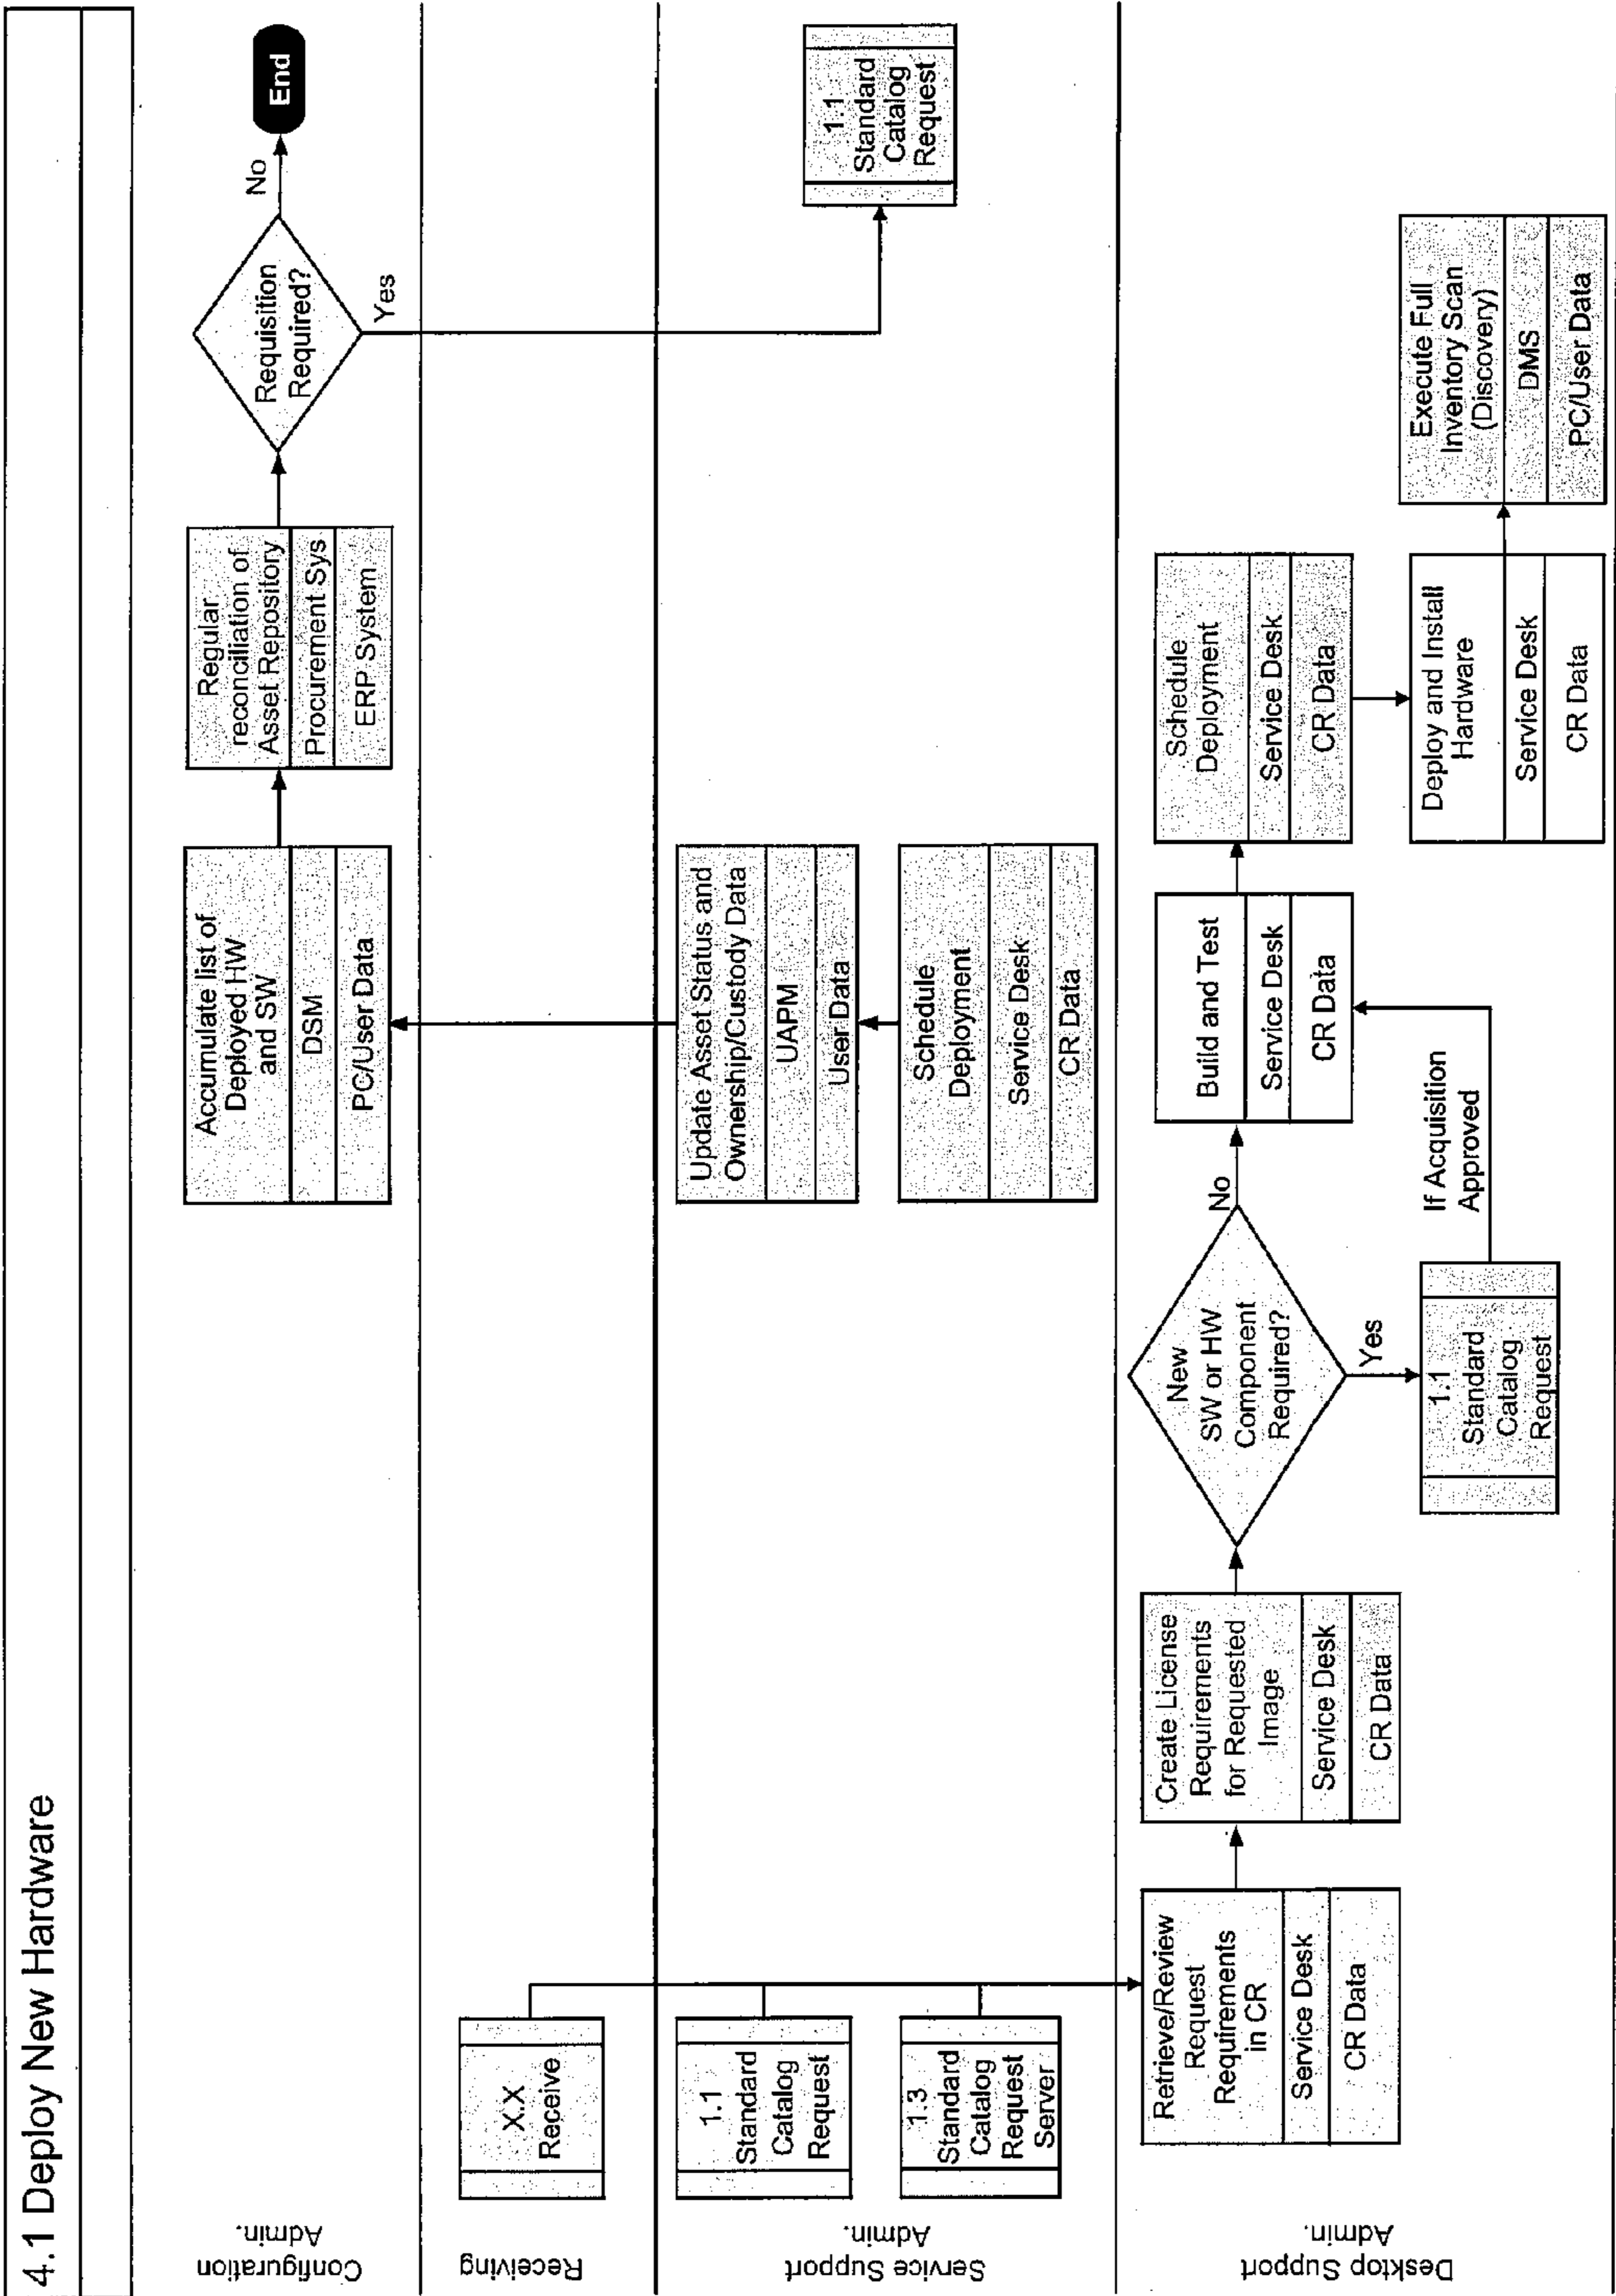 4.1 Deploy New Hardware
Configuration
Admin.
Accumulate list of
Deployed HW
and SW
DSM
PC/User Data
Regular
reconciliation of
Asset Repository
Procurement Sys
ERP System
Requisition
Required?
No
End
Yes
Receiving
X.X
Receive
Service Support
Admin.
1.1
Standard
Catalog
Request
1.3
Standard
Catalog
Request
Server
Update Asset Status and
Ownership/Custody Data
UAPM
User Data
Schedule
Deployment
Service Desk
CR Data
1.1
Standard
Catalog
Request
Desktop Support
Admin.
Retrieve/Review
Request
Requirements
in CR
Service Desk
CR Data
Create License
Requirements
for Requested
Image
Service Desk
CR Data
New
SW or HW
Component
Required?
No
Yes
1.1
Standard
Catalog
Request
If Acquisition
Approved
Build and Test
Service Desk
CR Data
Schedule
Deployment
Service Desk
CR Data
Deploy and Install
Hardware
Service Desk
CR Data
Execute Full
Inventory Scan
(Discovery)
DMS
PC/User Data